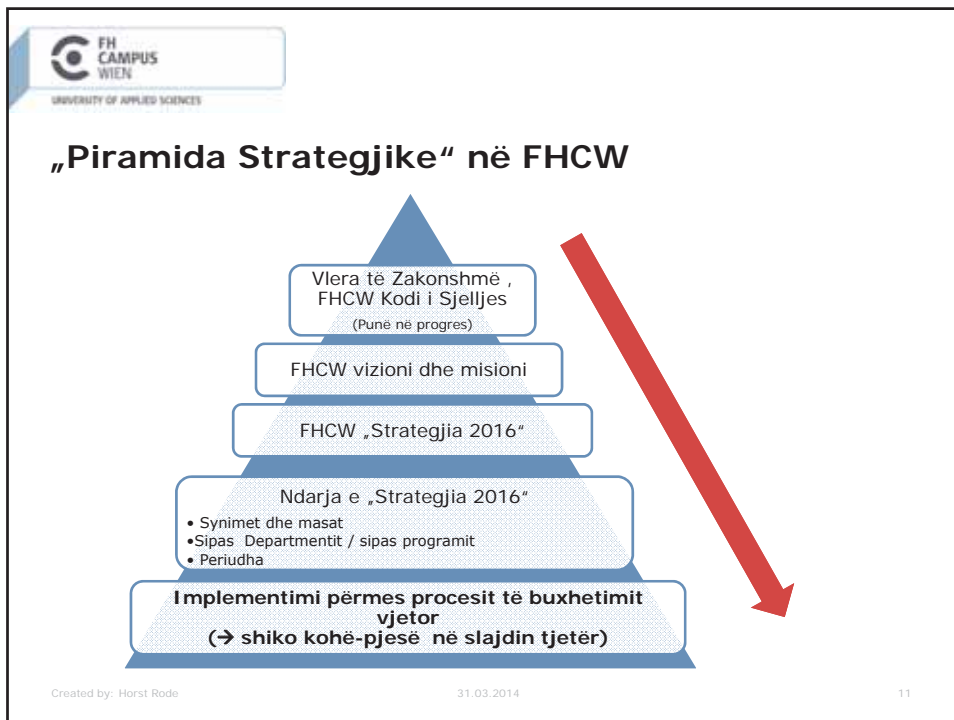 FH
CAMPUS
WIEN
UNIVERSITY OF APPLIED SCIENCES
„Piramida Strategjike“ në FHCW
Vlera të Zakonshmë ,
FHCW Kodi i Sjelljes
(Punë në progres)
FHCW vizioni dhe misioni
FHCW „Strategjia 2016“
Ndarja e „Strategjia 2016“
• Synimet dhe masat
•Sipas Departmentit / sipas programit
• Periudha
Implementimi përmes procesit të buxhetimit
vjetor
(→ shiko kohë-pjesë në slajdin tjetër)
Created by: Horst Rode
31.03.2014
11